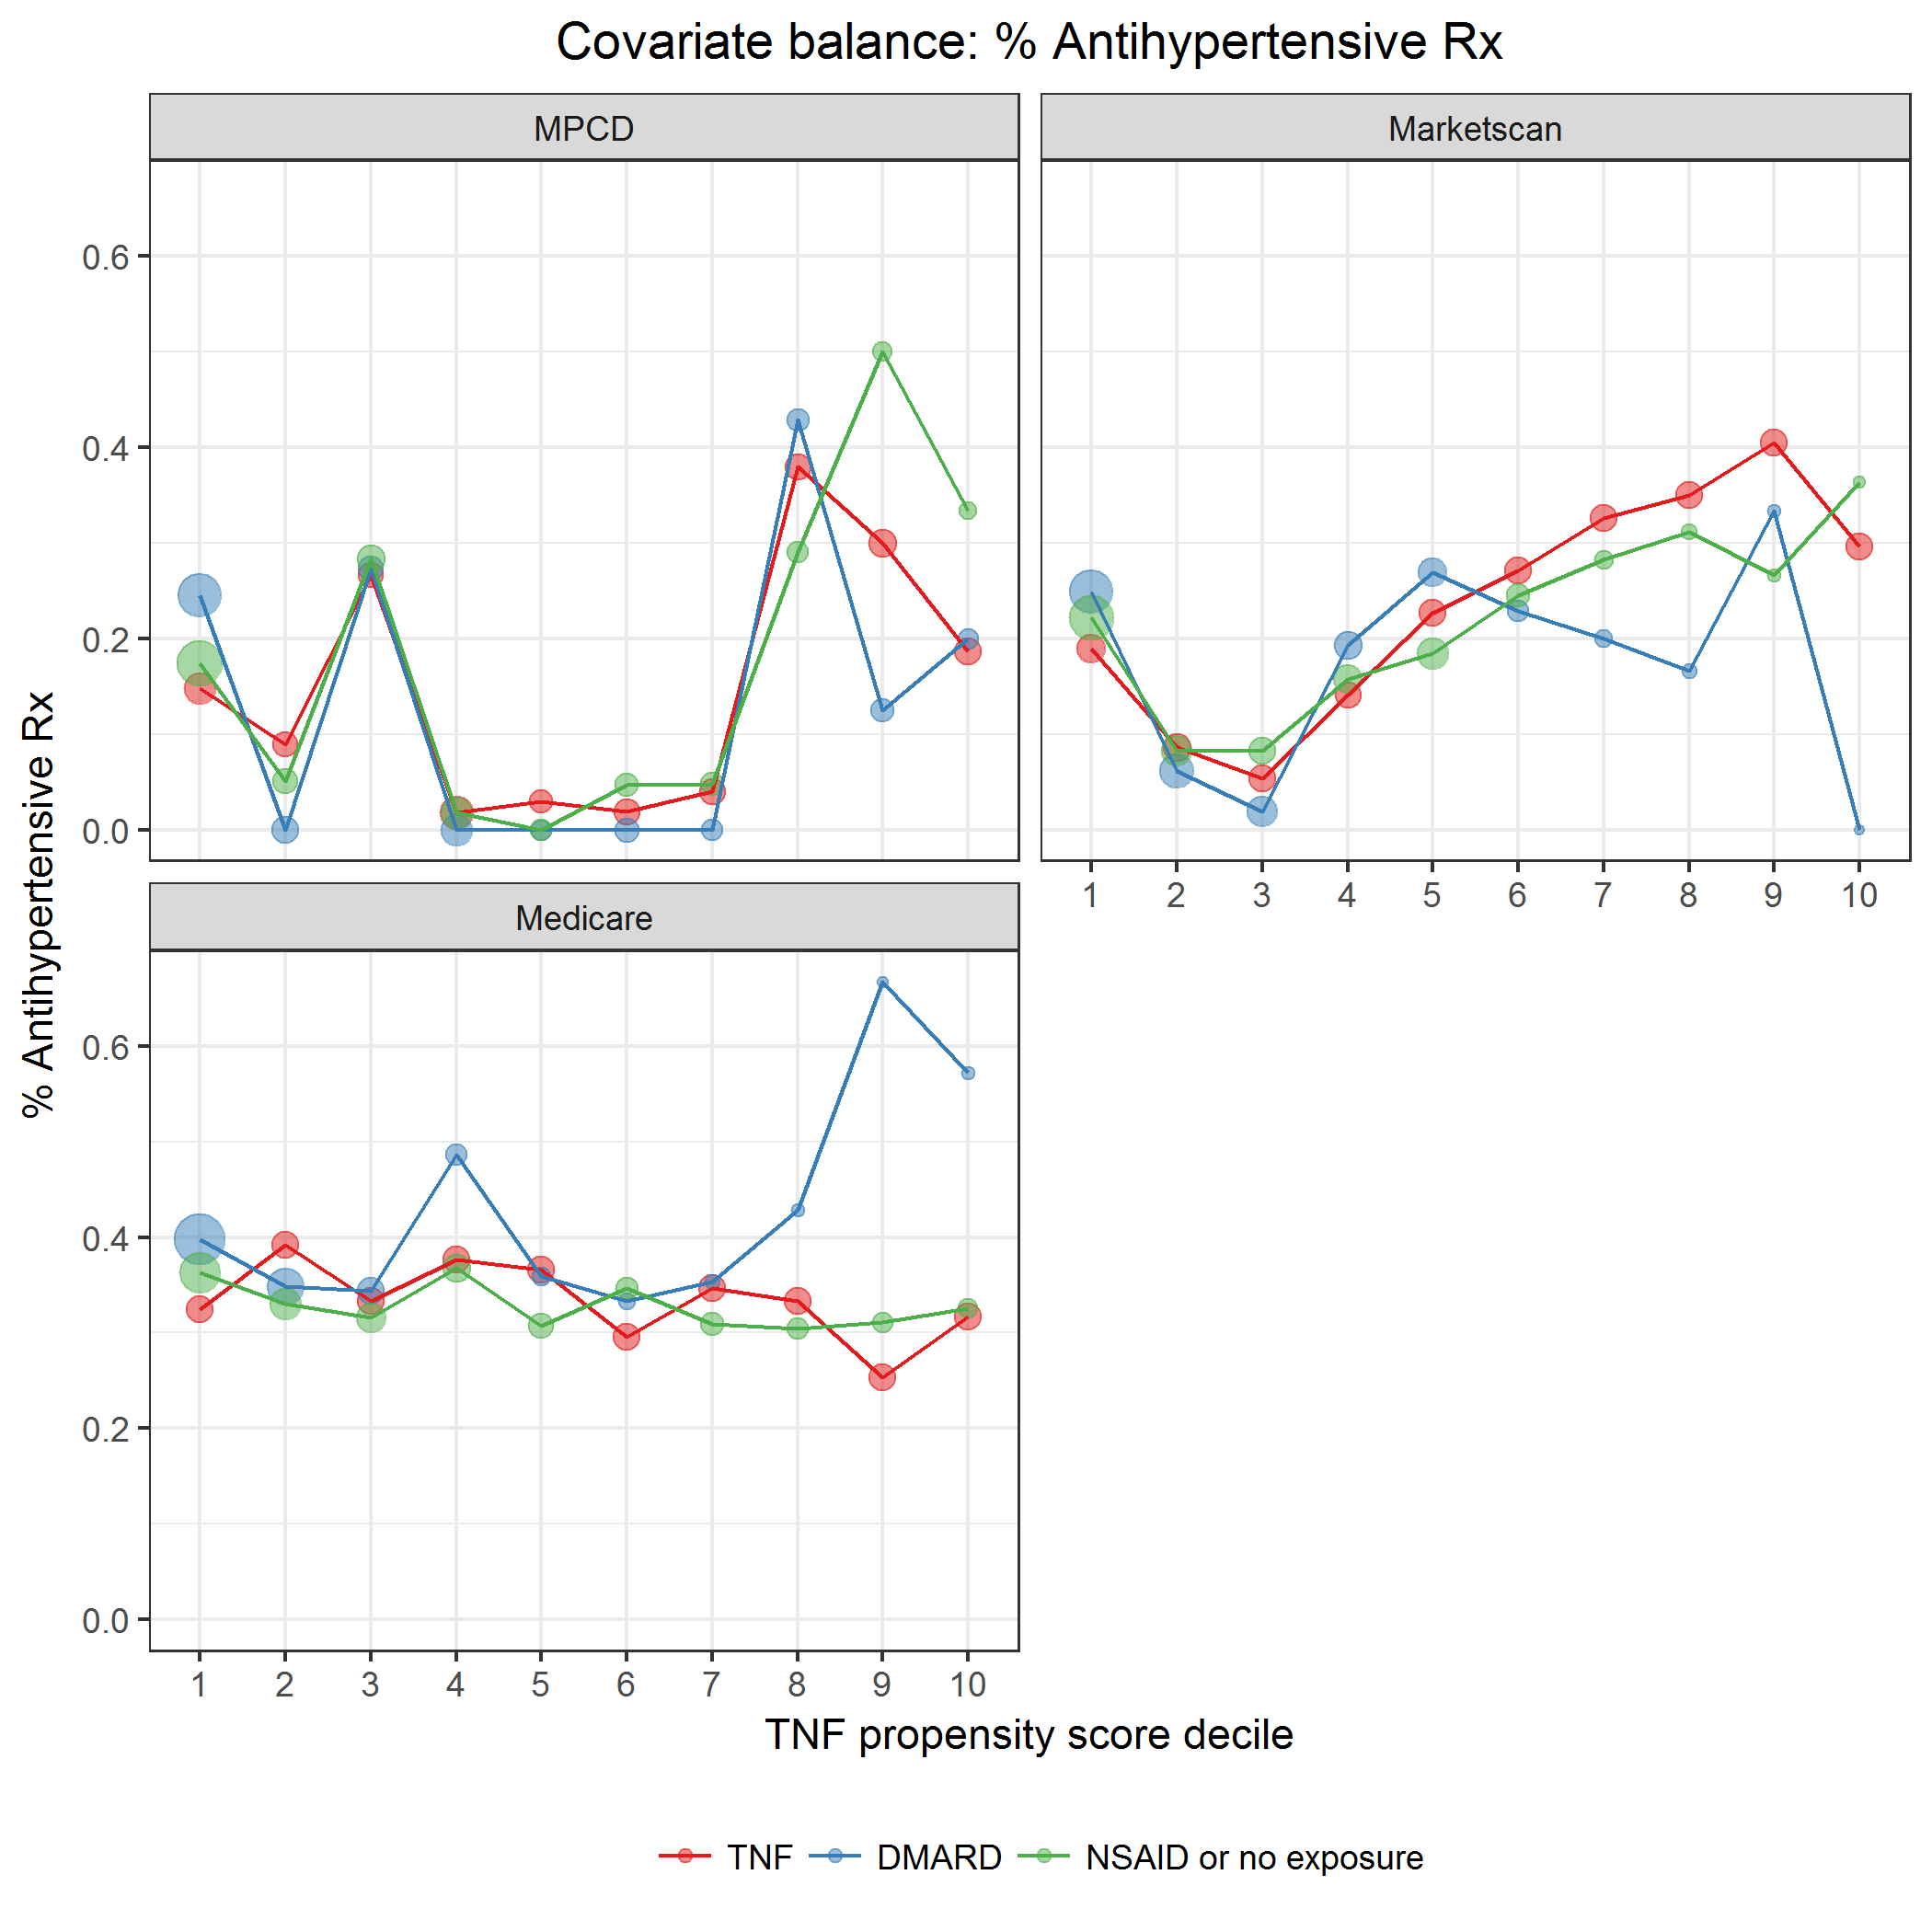 Covariate balance: % Antihypertensive Rx
MPCD
Marketscan
0.6
0.4
0.2
0.0
1 2 3 4 5 6 7 8 9 10
Medicare
0.6
0.4
0.2
0.0
1 2 3 4 5 6 7 8 9 10
% Antihypertensive Rx
TNF propensity score decile
TNF DMARD NSAID or no exposure